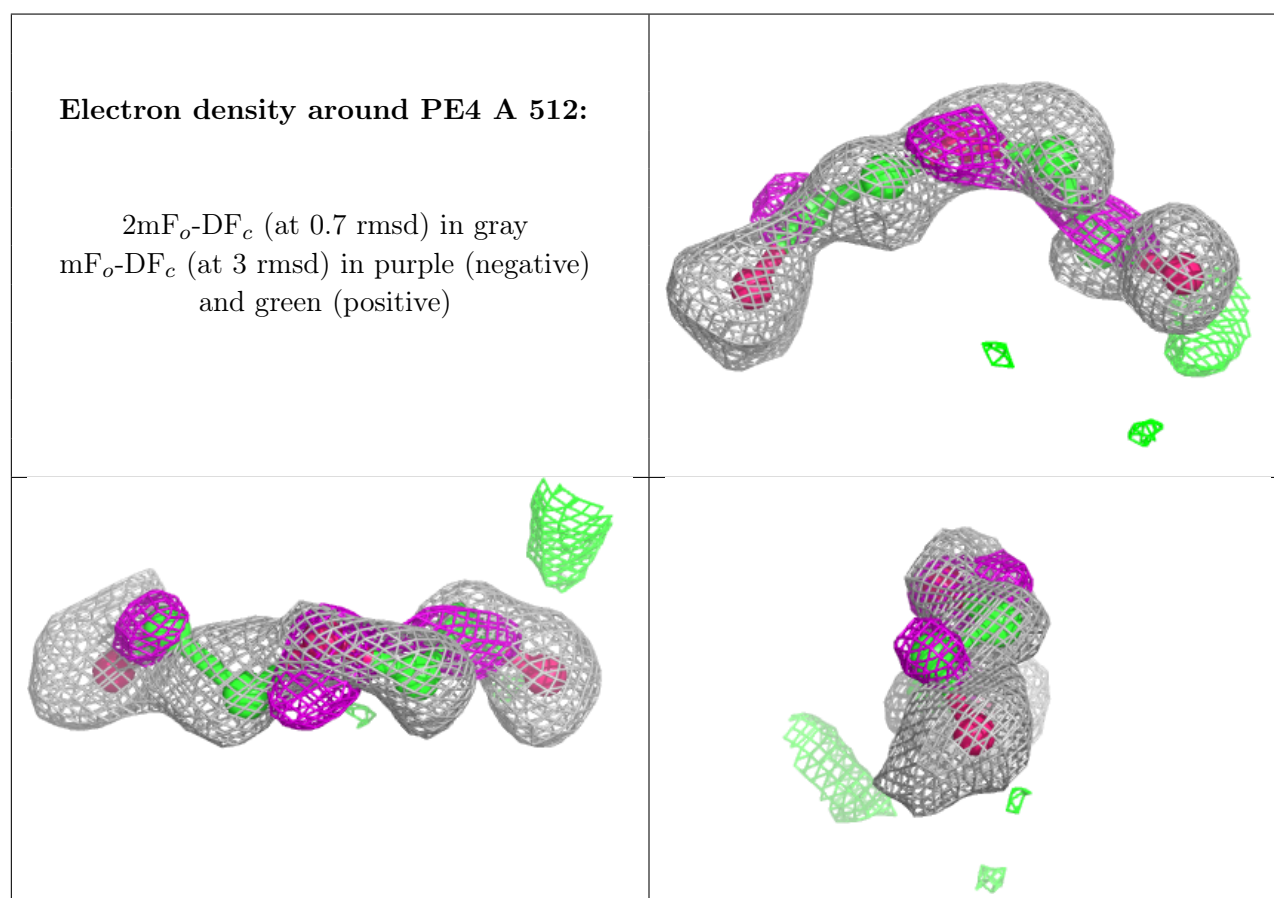 Electron density around PE4 A 512:
2mFo-DFc (at 0.7 rmsd) in gray
mFo-DFc (at 3 rmsd) in purple (negative)
and green (positive)